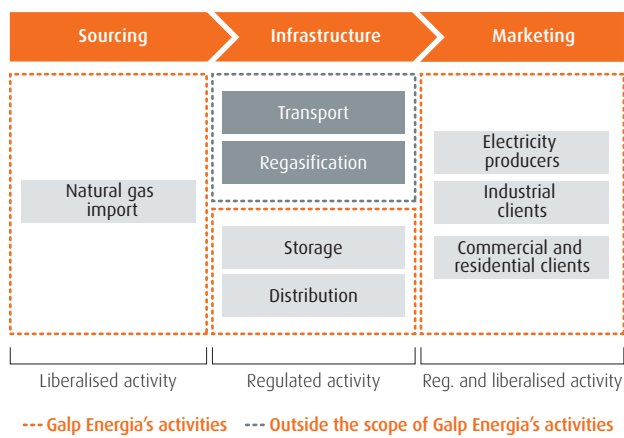 Sourcing
Infrastructure
Marketing
Natural gas
import
Transport
Regasification
Storage
Distribution
Electricity
producers
Industrial
clients
Commercial and
residential clients
Liberalised activity
Regulated activity
Reg. and liberalised activity
Galp Energia's activities
Outside the scope of Galp Energia's activities